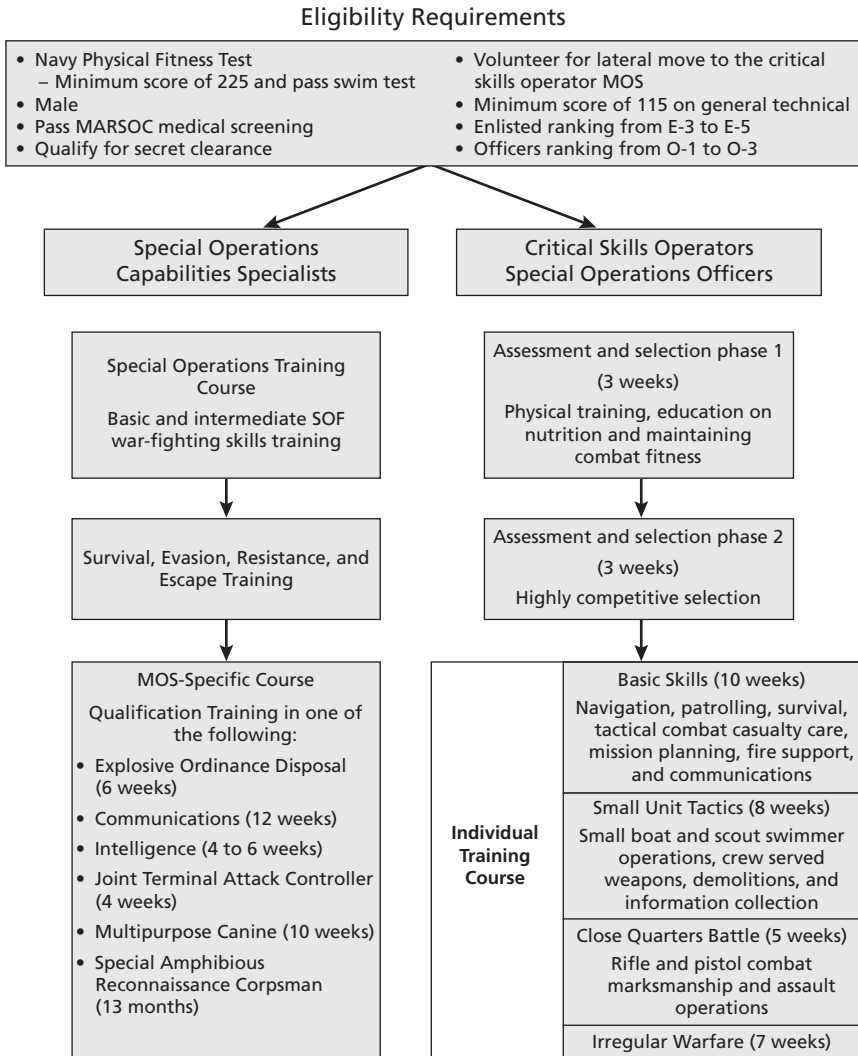 Eligibility Requirements
• Navy Physical Fitness Test
– Minimum score of 225 and pass swim test
• Male
• Pass MARSOC medical screening
• Qualify for secret clearance
• Volunteer for lateral move to the critical
skills operator MOS
• Minimum score of 115 on general technical
• Enlisted ranking from E-3 to E-5
• Officers ranking from O-1 to O-3
Special Operations
Capabilities Specialists
Critical Skills Operators
Special Operations Officers
Special Operations Training
Course
Basic and intermediate SOF
war-fighting skills training
Survival, Evasion, Resistance, and
Escape Training
MOS-Specific Course
Qualification Training in one of
the following:
• Explosive Ordinance Disposal
(6 weeks)
• Communications (12 weeks)
• Intelligence (4 to 6 weeks)
• Joint Terminal Attack Controller
(4 weeks)
• Multipurpose Canine (10 weeks)
• Special Amphibious
Reconnaissance Corpsman
(13 months)
Assessment and selection phase 1
(3 weeks)
Physical training, education on
nutrition and maintaining
combat fitness
Assessment and selection phase 2
(3 weeks)
Highly competitive selection
Individual
Training
Course
Basic Skills (10 weeks)
Navigation, patrolling, survival,
tactical combat casualty care,
mission planning, fire support,
and communications
Small Unit Tactics (8 weeks)
Small boat and scout swimmer
operations, crew served
weapons, demolitions, and
information collection
Close Quarters Battle (5 weeks)
Rifle and pistol combat
marksmanship and assault
operations
Irregular Warfare (7 weeks)